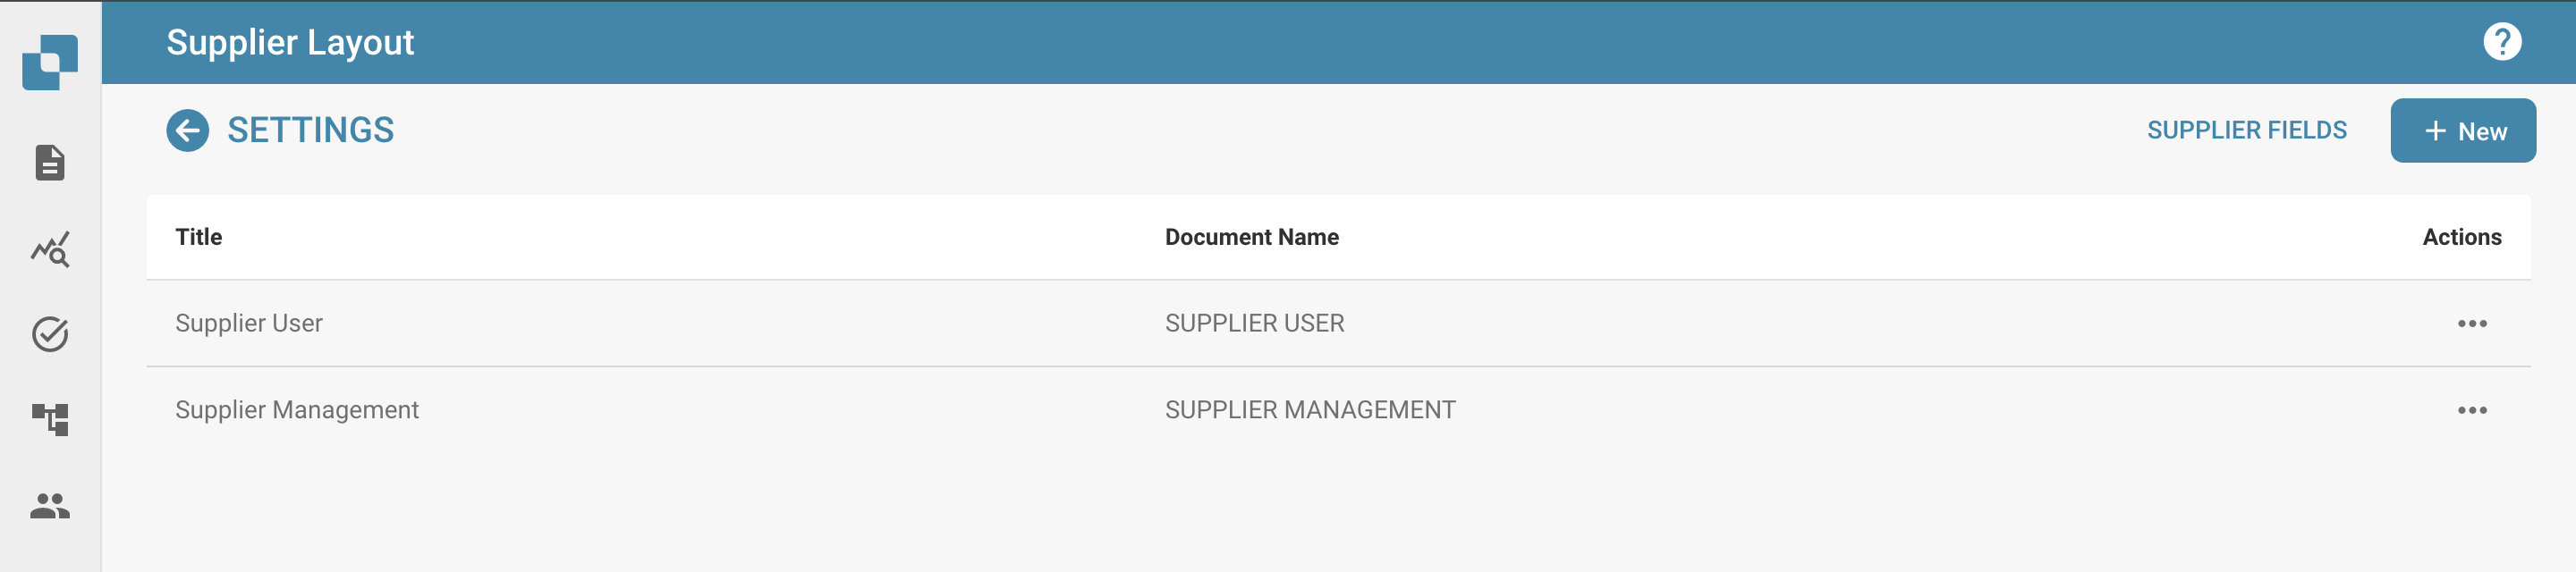 Supplier Layout
?
SETTINGS
SUPPLIER FIELDS
+ New
Title Document Name Actions
Supplier User SUPPLIER USER
Supplier Management SUPPLIER MANAGEMENT